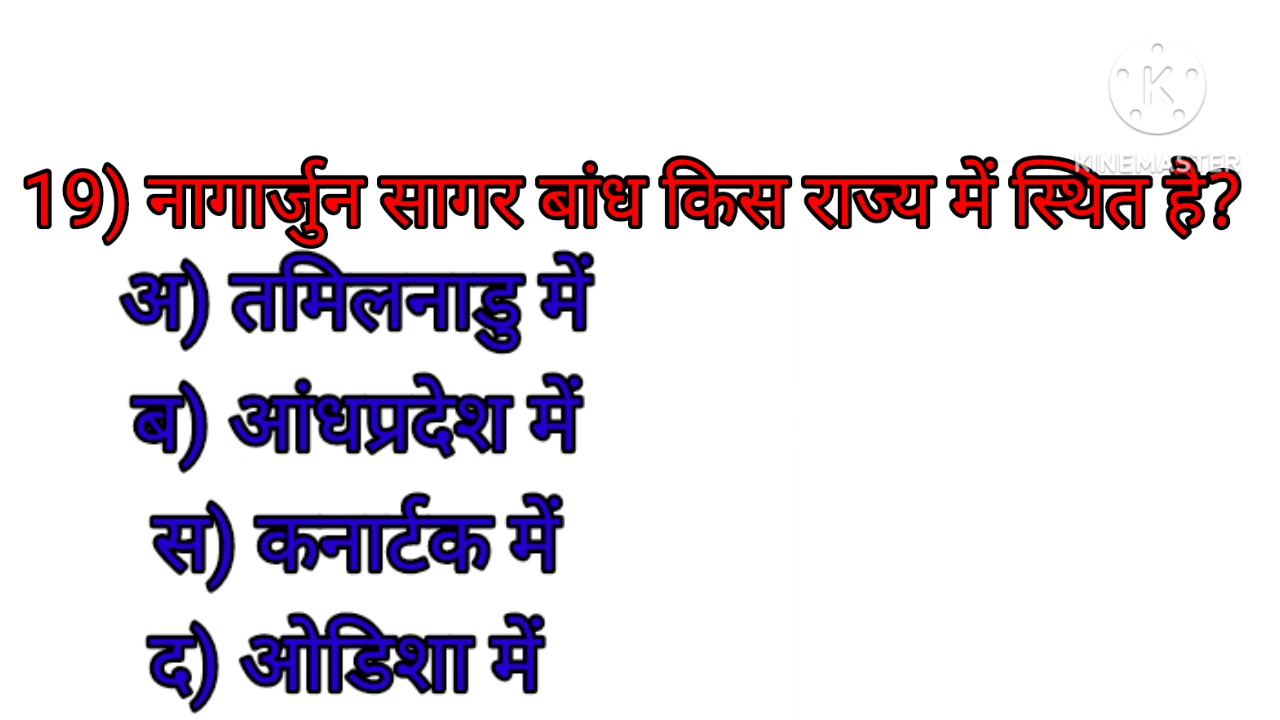 KINEMASTER
19) नागार्जुन सागर बांध किस राज्य में स्थित है?
अ) तमिलनाडु में
ब) आंधप्रदेश में
स) कनार्टक में
द) ओडिशा में